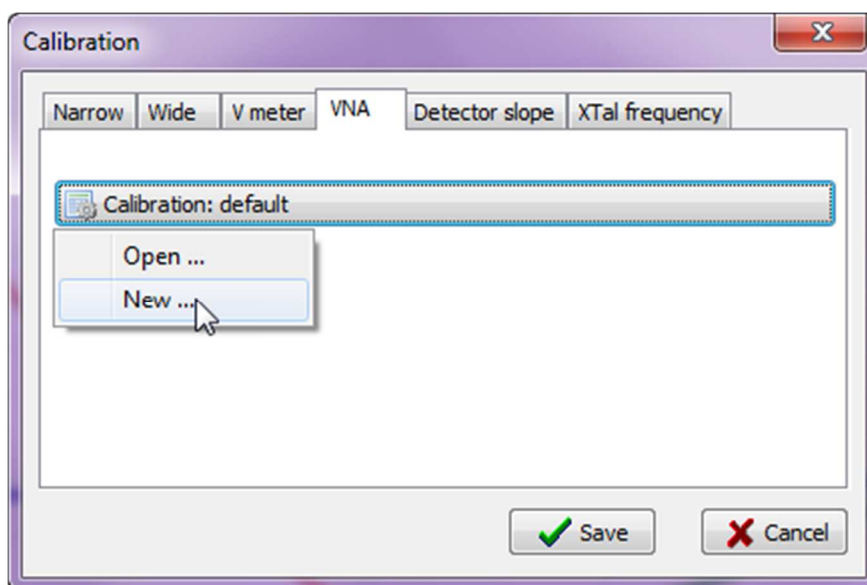 Calibration
Narrow Wide V meter VNA Detector slope XTal frequency
Calibration: default
Open ...
New ...
Save Cancel